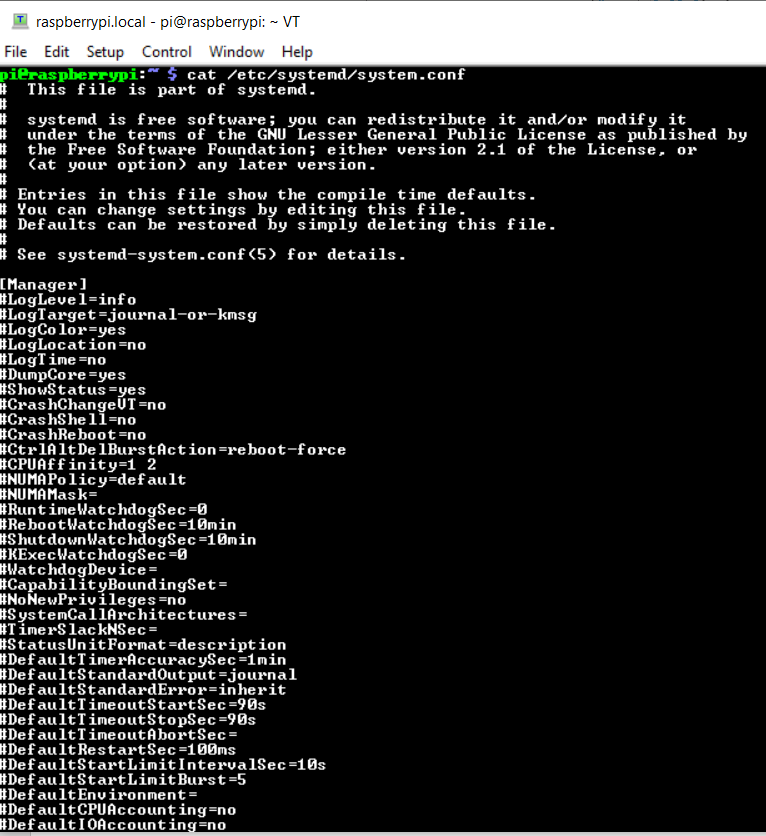 raspberrypi.local - pi@raspberrypi: ~ VT
File Edit Setup Control Window Help
pi@raspberrypi:~ $ cat /etc/systemd/system.conf
#  This file is part of systemd.
#
#  systemd is free software; you can redistribute it and/or modify it
#  under the terms of the GNU Lesser General Public License as published by
#  the Free Software Foundation; either version 2.1 of the License, or
#  (at your option) any later version.
#
# Entries in this file show the compile time defaults.
# You can change settings by editing this file.
# Defaults can be restored by simply deleting this file.
#
# See systemd-system.conf(5) for details.
[Manager]
#LogLevel=info
#LogTarget=journal-or-kmsg
#LogColor=yes
#LogLocation=no
#LogTime=no
#DumpCore=yes
#ShowStatus=yes
#CrashChangeVT=no
#CrashShell=no
#CrashReboot=no
#CtrlAltDelBurstAction=reboot-force
#CPUAffinity=1 2
#NUMAPolicy=default
#NUMAMask=
#RuntimeWatchdogSec=0
#RebootWatchdogSec=10min
#ShutdownWatchdogSec=10min
#KExecWatchdogSec=0
#WatchdogDevice=
#CapabilityBoundingSet=
#NoNewPrivileges=no
#SystemCallArchitectures=
#TimerSlackNSec=
#StatusUnitFormat=description
#DefaultTimerAccuracySec=1min
#DefaultStandardOutput=journal
#DefaultStandardError=inherit
#DefaultTimeoutStartSec=90s
#DefaultTimeoutStopSec=90s
#DefaultTimeoutAbortSec=
#DefaultRestartSec=100ms
#DefaultStartLimitIntervalSec=10s
#DefaultStartLimitBurst=5
#DefaultEnvironment=
#DefaultCPUAccounting=no
#DefaultIOAccounting=no